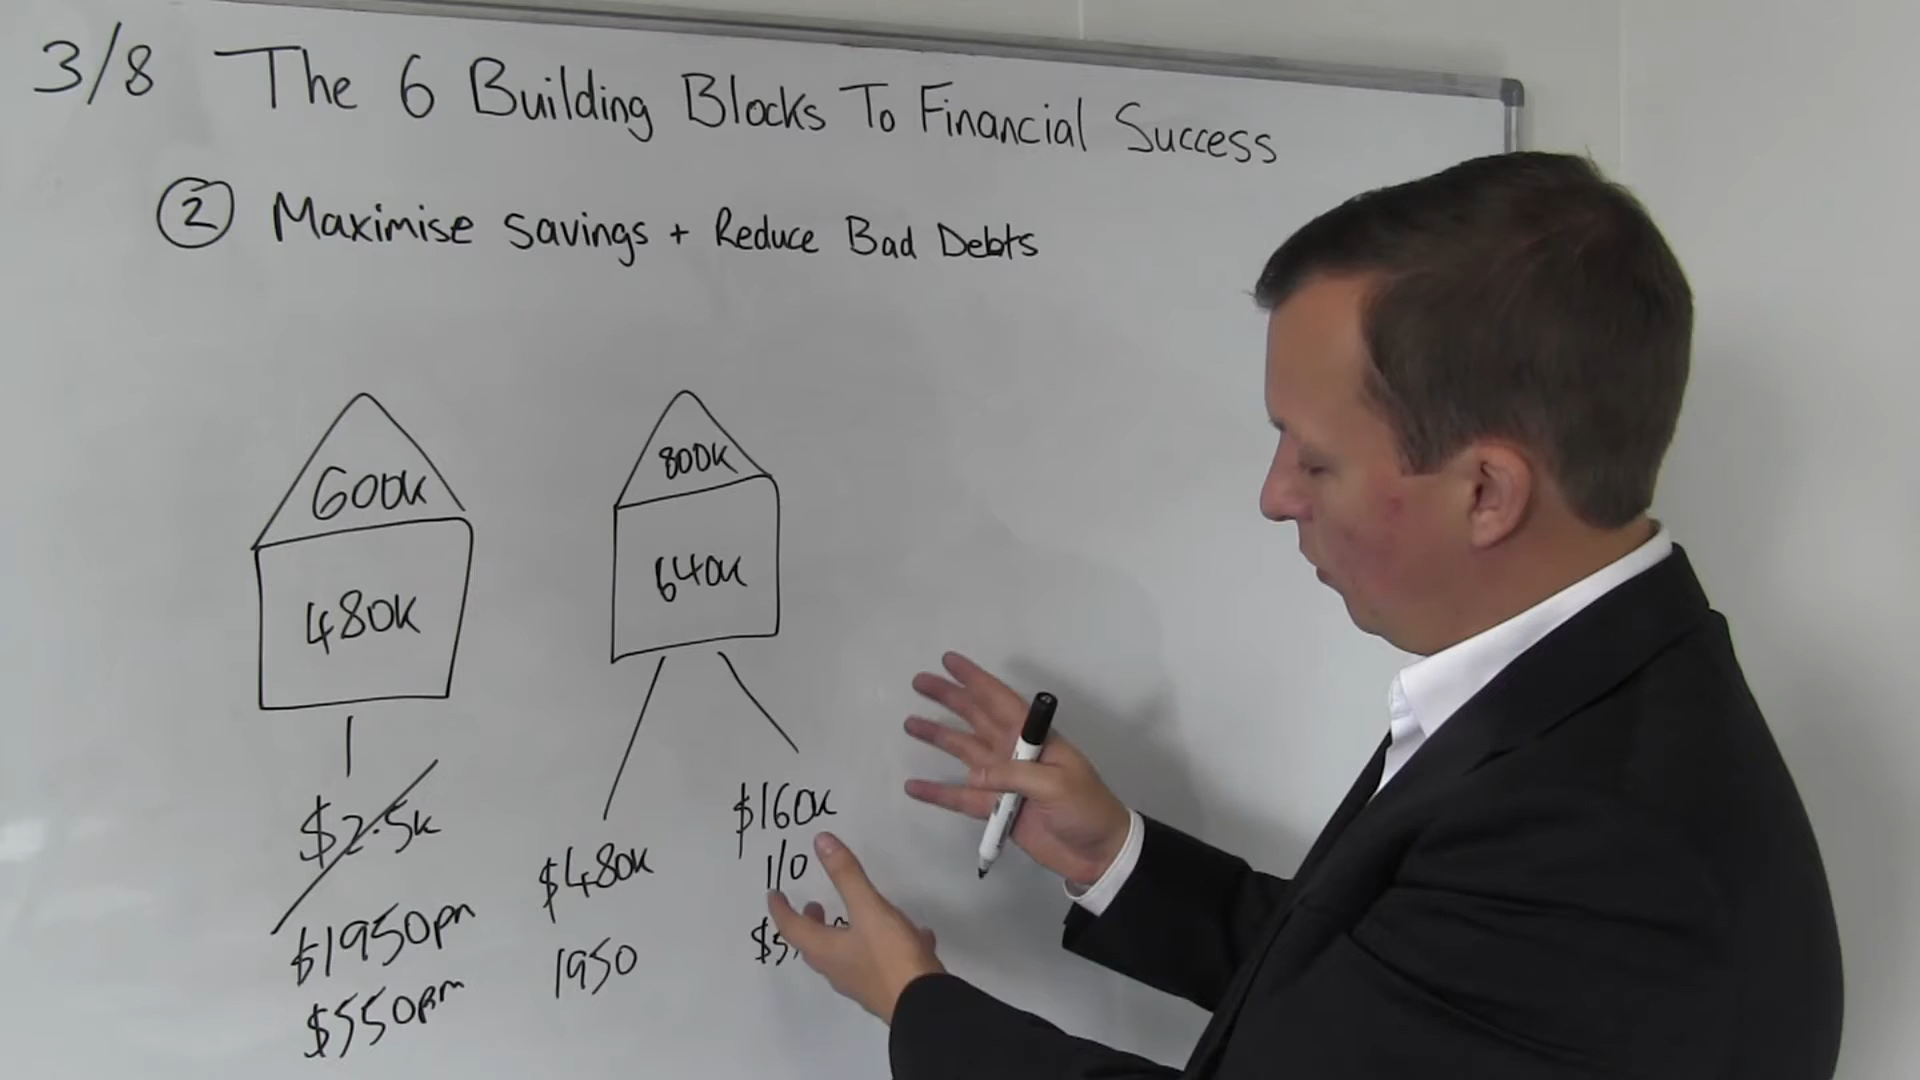 3/8 The 6 Building Blocks To Financial Success
2 Maximise Savings + Reduce Bad Debts
600k
480k
$2.5k
$1950pm
$550pm
800k
640k
$480k
1950
$160k
I/O